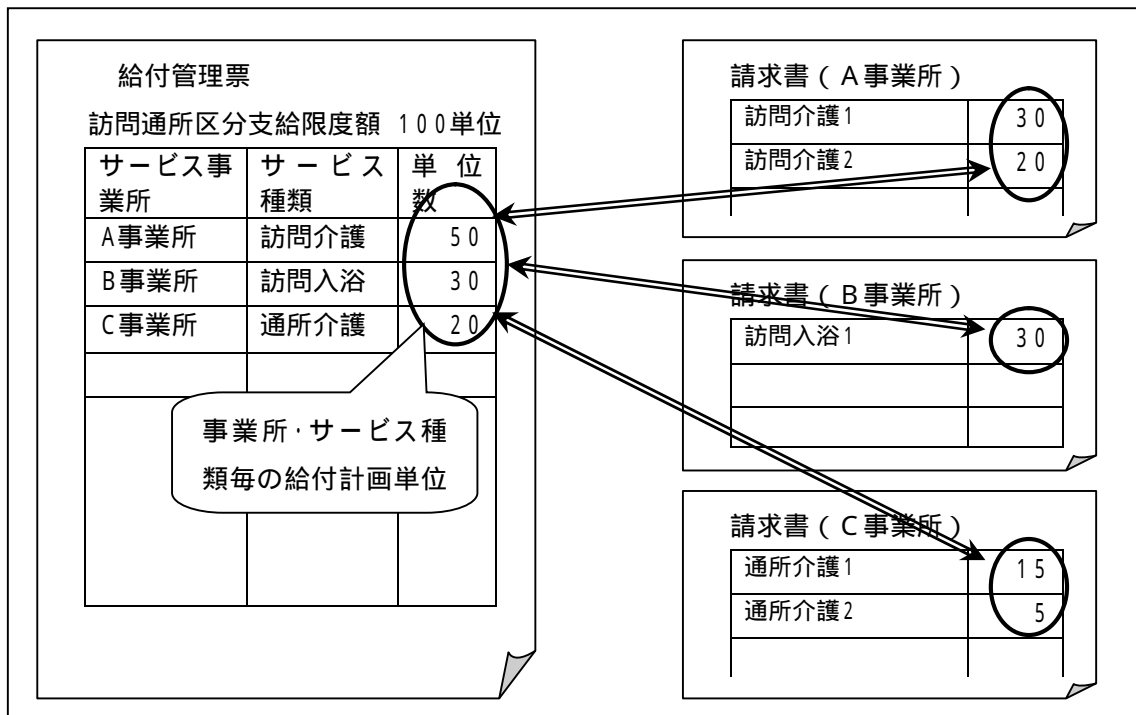 給付管理票
訪問通所区分支給限度額 100単位
サービス事業所 サービス種類 単位数
A事業所 訪問介護 50
B事業所 訪問入浴 30
C事業所 通所介護 20
事業所・サービス種
類毎の給付計画単位
請求書(A事業所)
訪問介護1 30
訪問介護2 20
請求書(B事業所)
訪問入浴1 30
請求書(C事業所)
通所介護1 15
通所介護2 5